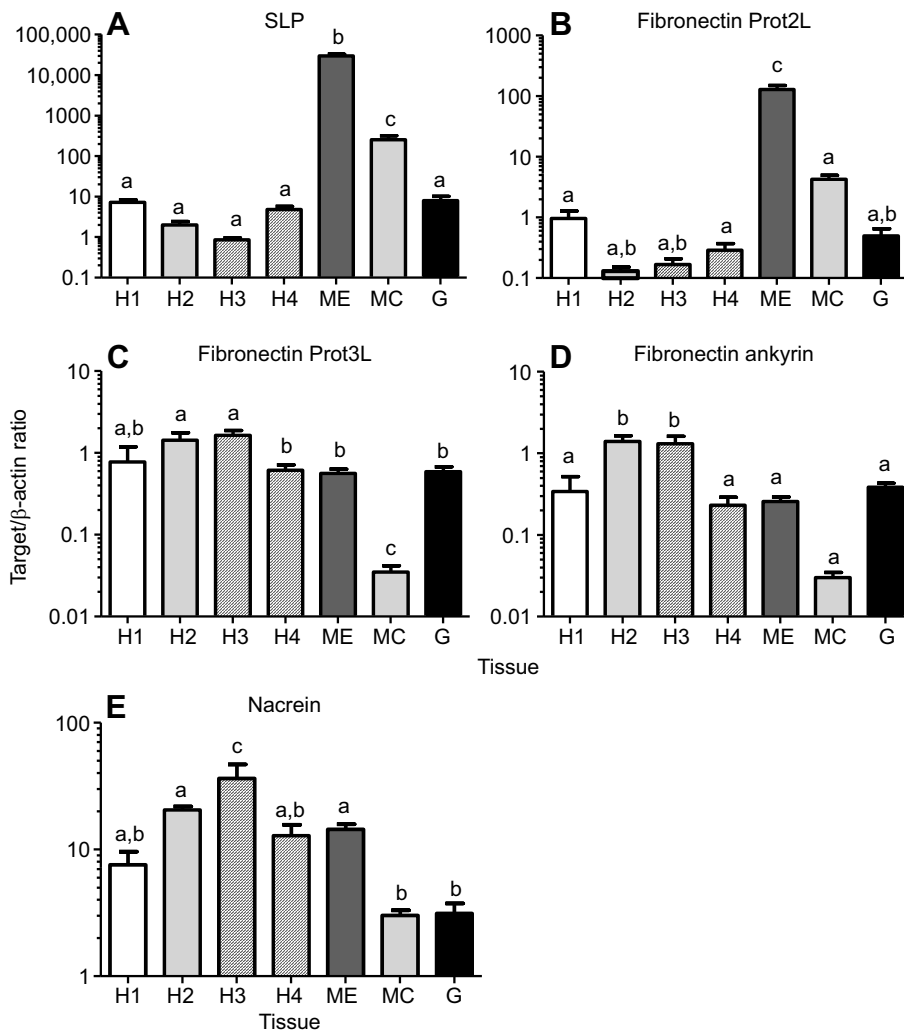 A SLP
100,000
10,000
1000
100
10
1
0.1
a a a a b c a
H1 H2 H3 H4 ME MC G
B Fibronectin Prot2L
1000
100
10
1
0.1
a a,b a,b a c a a,b
H1 H2 H3 H4 ME MC G
C Fibronectin Prot3L
10
1
0.1
0.01
a,b a a b b c b
H1 H2 H3 H4 ME MC G
D Fibronectin ankyrin
10
1
0.1
0.01
a b b a a a a
H1 H2 H3 H4 ME MC G
Target/β-actin ratio
Tissue
E Nacrein
100
10
1
a,b a c a,b a b b
H1 H2 H3 H4 ME MC G
Tissue